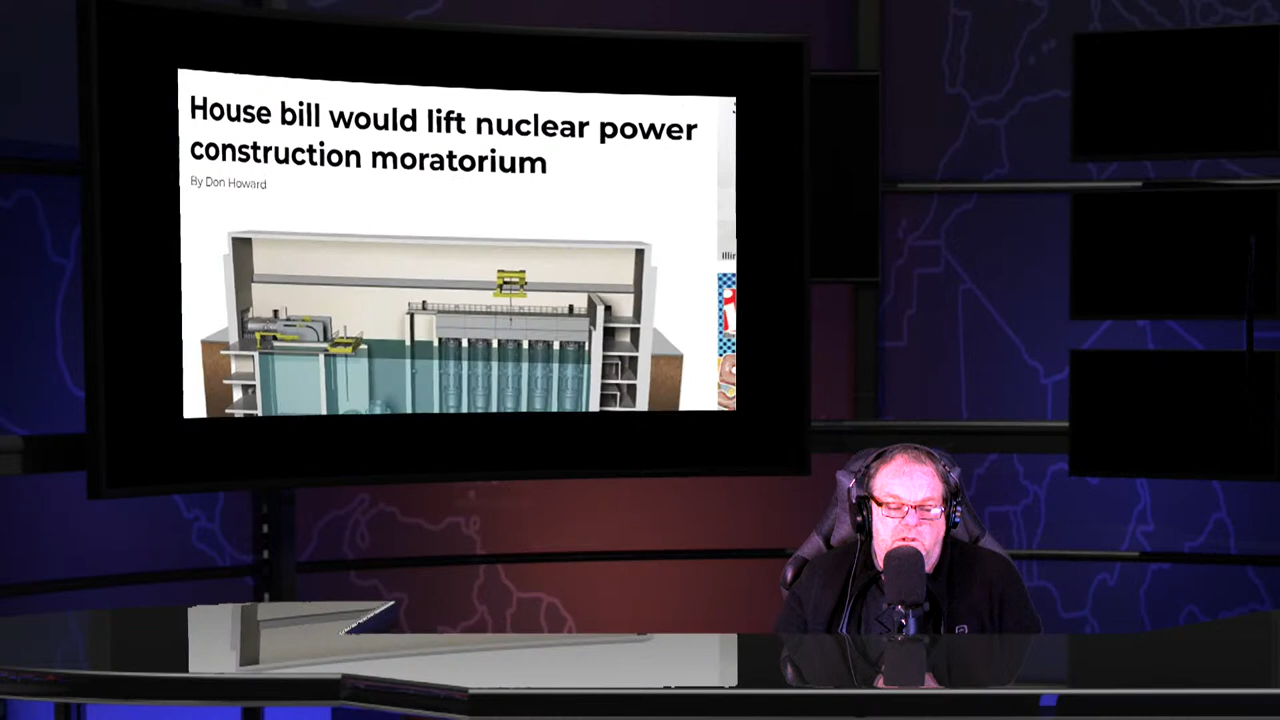 House bill would lift nuclear power
construction moratorium
By Don Howard